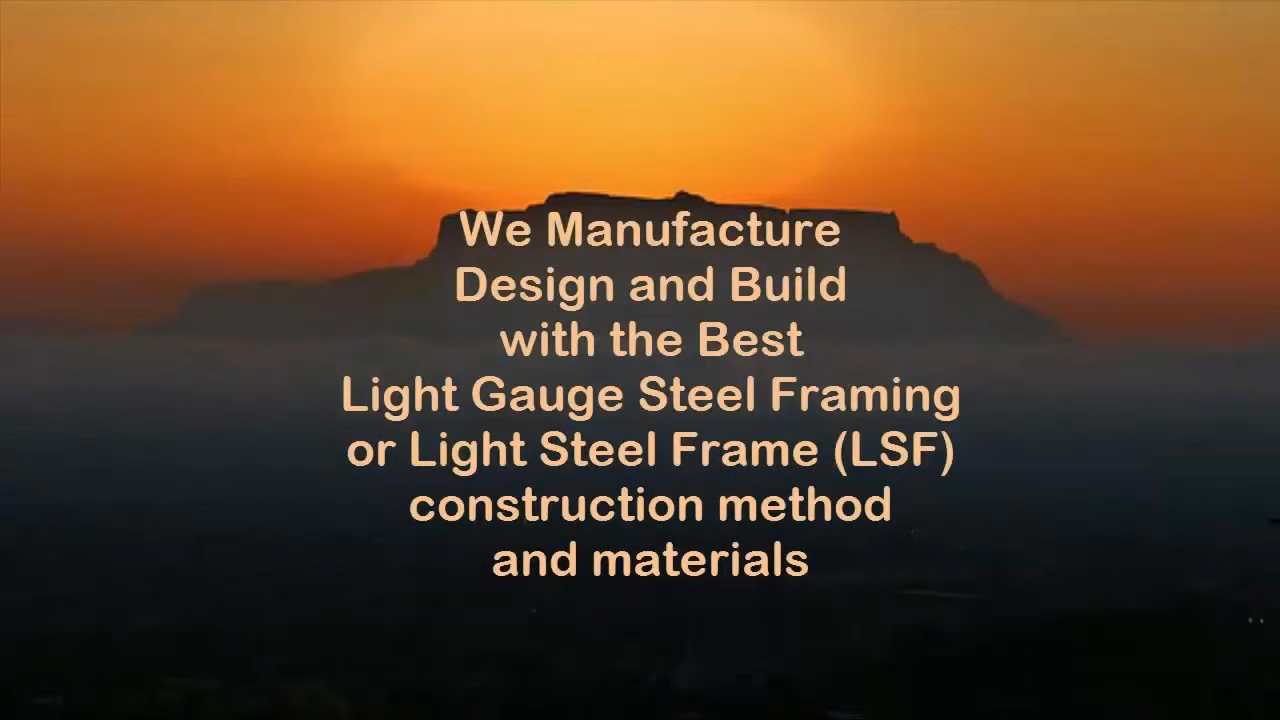 We Manufacture
Design and Build
with the Best
Light Gauge Steel Framing
or Light Steel Frame (LSF)
construction method
and materials